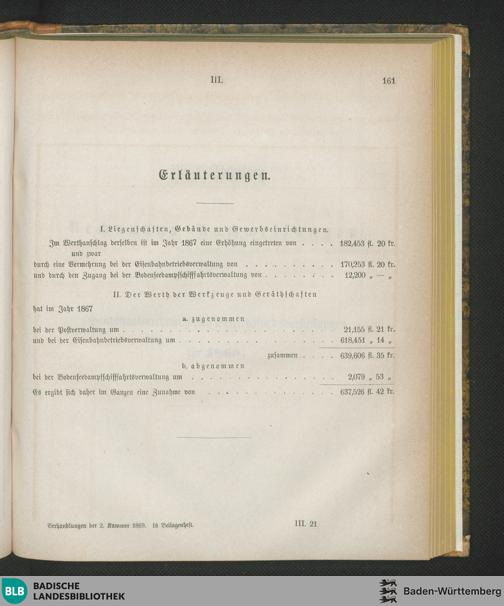 III.
161
Erläuterungen.
I. Liegenschaften, Gebäude und Gewerbseinrichtungen.
Im Werthanschlag derselben ist im Jahr 1867 eine Erhöhung eingetreten von . . . . 182,453 fl. 20 kr.
und zwar
durch eine Vermehrung bei der Eisenbahnbetriebsverwaltung von . . . . . . . . . . 170,253 fl. 20 kr.
und durch den Zugang bei der Bodenseedampfschifffahrtsverwaltung von . . . . . . . . 12,200 „ — „
II. Der Werth der Werkzeuge und Geräthschaften
hat im Jahr 1867
a. zugenommen
bei der Postverwaltung um . . . . . . . . . . . . . . . . . . . . . . . 21,155 fl. 21 kr.
und bei der Eisenbahnbetriebsverwaltung um . . . . . . . . . . . . . . . . . 618,451 „ 14 „
zusammen . . . . . 639,606 fl. 35 kr.
b. abgenommen
bei der Bodenseedampfschifffahrtsverwaltung um . . . . . . . . . . . . . . . 2,079 „ 53 „
Es ergibt sich daher im Ganzen eine Zunahme von . . . . . . . . . . . . . . 637,526 fl. 42 kr.
Verhandlungen der 2. Kammer 1869. 18 Beilagenheft.
III. 21
BLB BADISCHE
LANDESBIBLIOTHEK
Baden-Württemberg